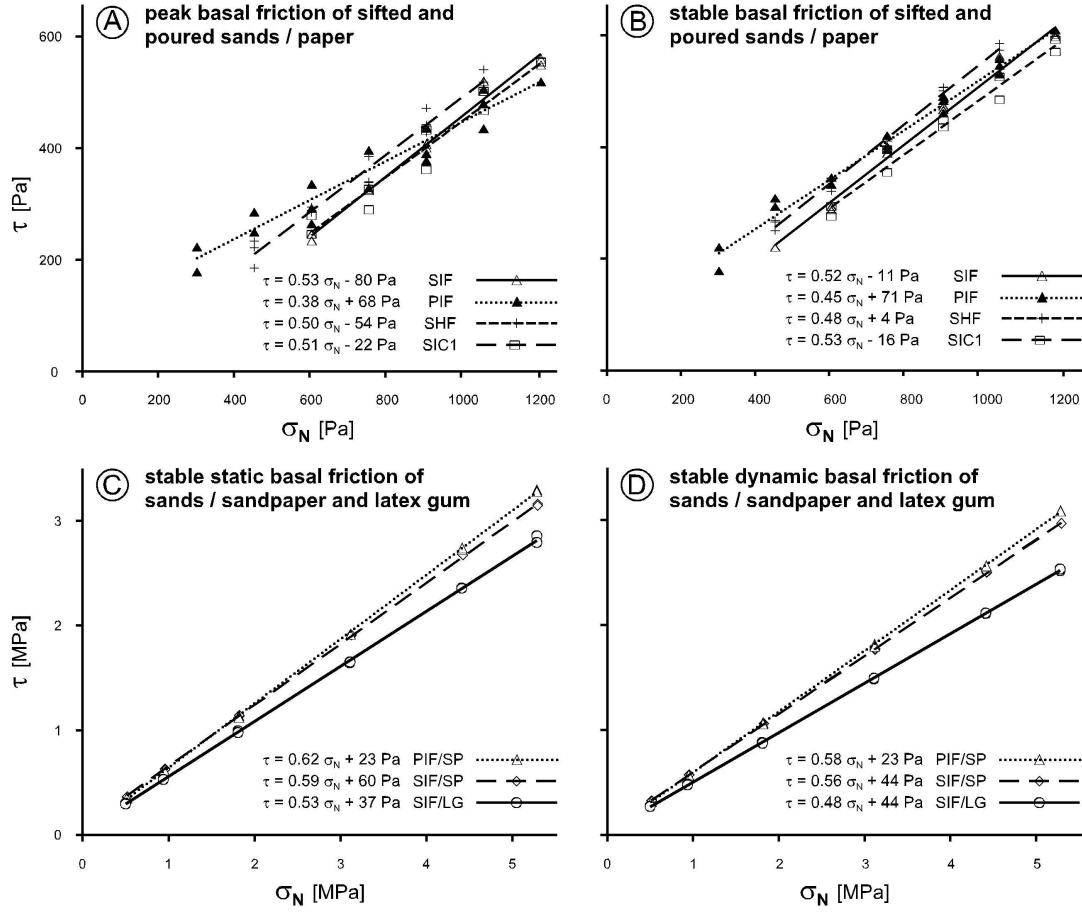 A peak basal friction of sifted and
poured sands / paper
600
400
200
0
τ [Pa]
τ = 0.53 σN - 80 Pa SIF
τ = 0.38 σN + 68 Pa PIF
τ = 0.50 σN - 54 Pa SHF
τ = 0.51 σN - 22 Pa SIC1
0 200 400 600 800 1000 1200
σN [Pa]
B stable basal friction of sifted and
poured sands / paper
τ = 0.52 σN - 11 Pa SIF
τ = 0.45 σN + 71 Pa PIF
τ = 0.48 σN + 4 Pa SHF
τ = 0.53 σN - 16 Pa SIC1
0 200 400 600 800 1000 1200
σN [Pa]
C stable static basal friction of
sands / sandpaper and latex gum
3
2
1
0
τ [MPa]
τ = 0.62 σN + 23 Pa PIF/SP
τ = 0.59 σN + 60 Pa SIF/SP
τ = 0.53 σN + 37 Pa SIF/LG
0 1 2 3 4 5
σN [MPa]
D stable dynamic basal friction of
sands / sandpaper and latex gum
τ = 0.58 σN + 23 Pa PIF/SP
τ = 0.56 σN + 44 Pa SIF/SP
τ = 0.48 σN + 44 Pa SIF/LG
0 1 2 3 4 5
σN [MPa]